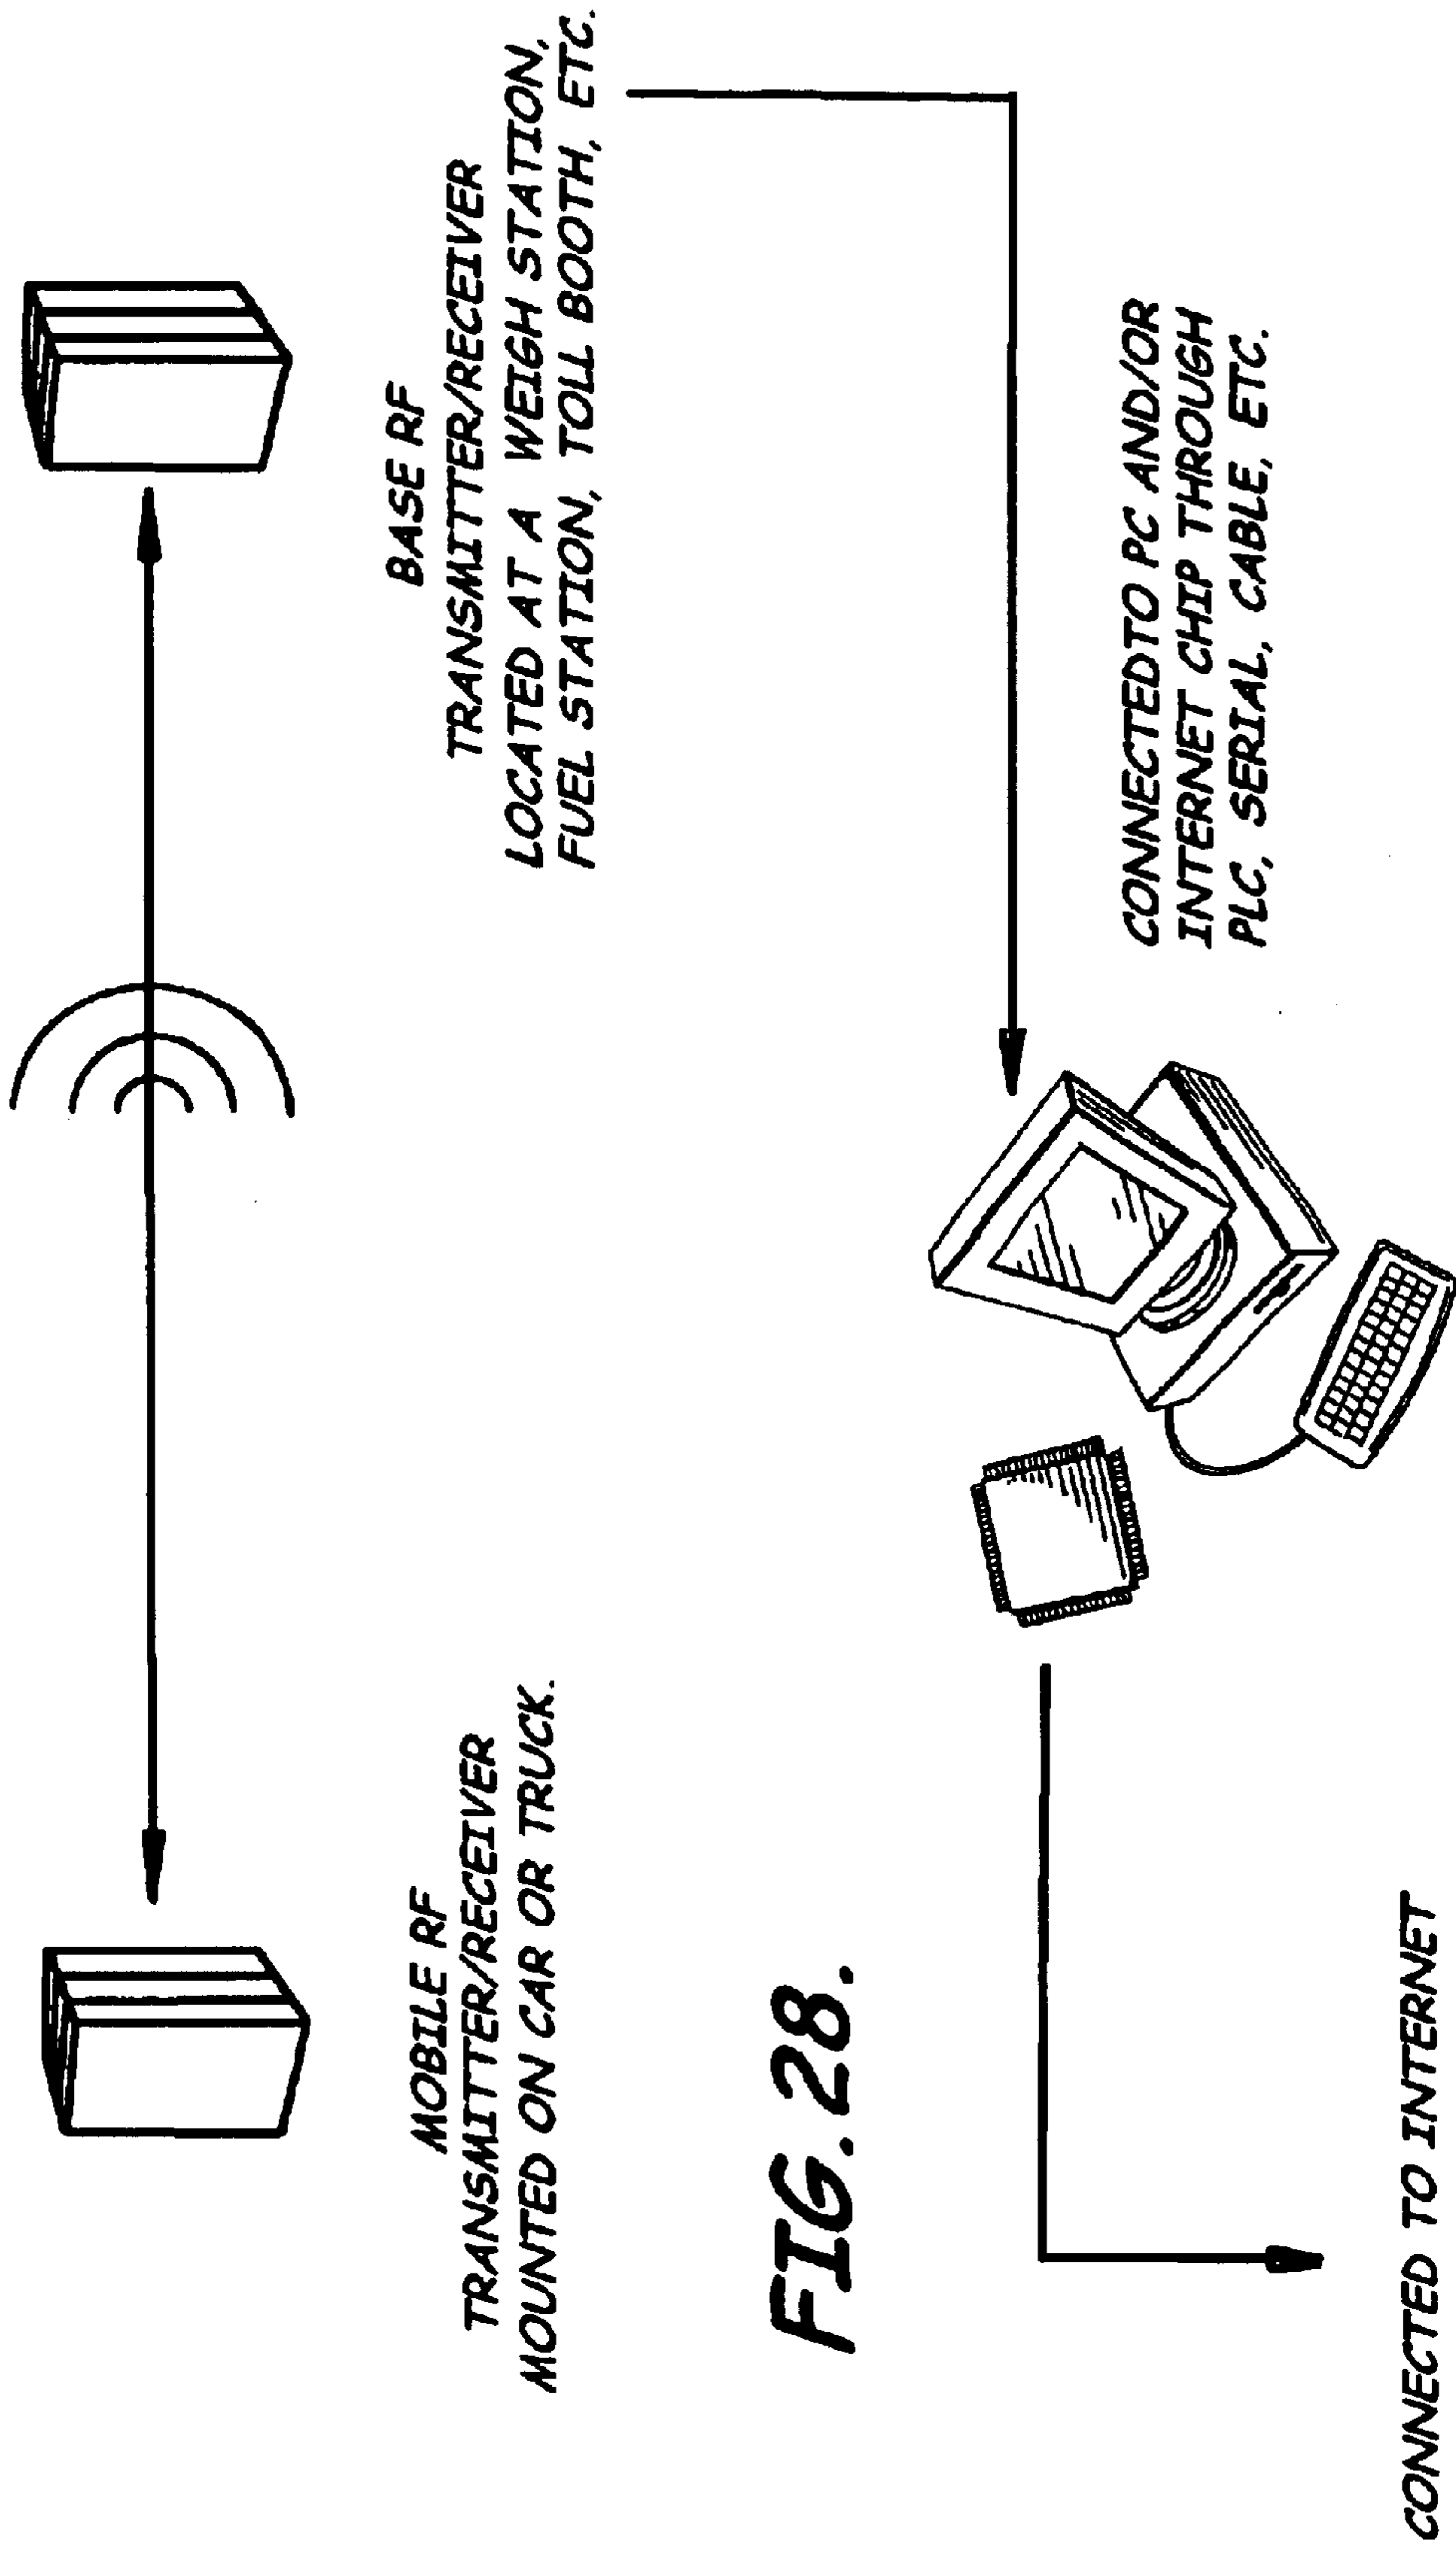 MOBILE RF
TRANSMITTER/RECEIVER
MOUNTED ON CAR OR TRUCK.
BASE RF
TRANSMITTER/RECEIVER
LOCATED AT A WEIGH STATION,
FUEL STATION, TOLL BOOTH, ETC.
FIG. 28.
CONNECTEDTO PC AND/OR
INTERNET CHIP THROUGH
PLC, SERIAL, CABLE, ETC.
CONNECTED TO INTERNET